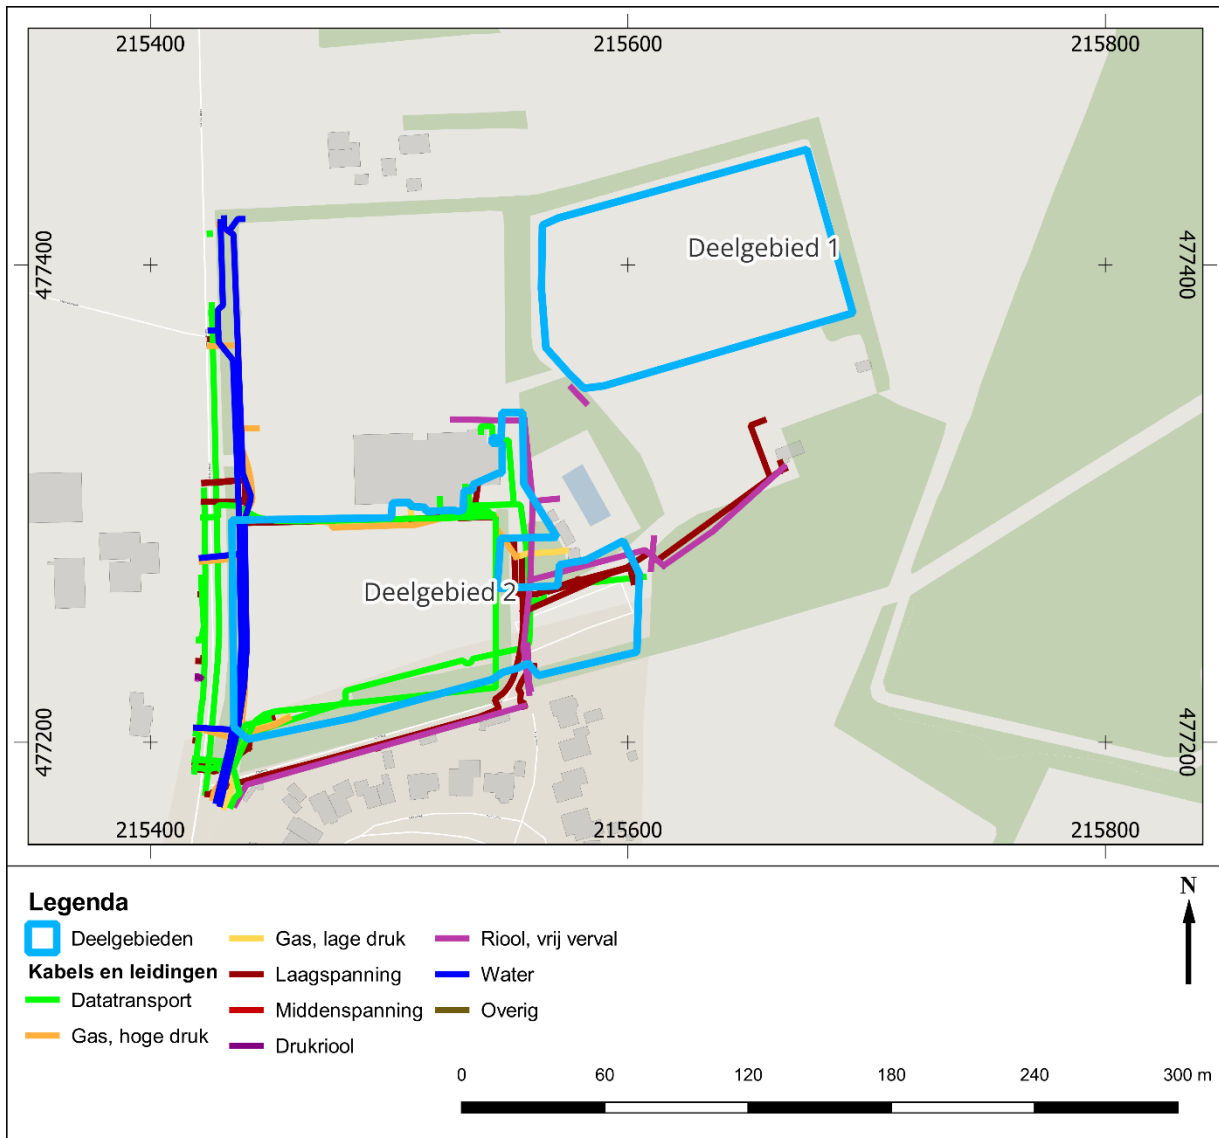 215400 215600 215800
477400 477400
Deelgebied 1
Deelgebied 2
477200 477200
215400 215600 215800
Legenda
Deelgebieden
Kabels en leidingen
Datatransport
Gas, hoge druk
Gas, lage druk
Laagspanning
Middenspanning
Drukriool
Riool, vrij verval
Water
Overig
N
0 60 120 180 240 300 m